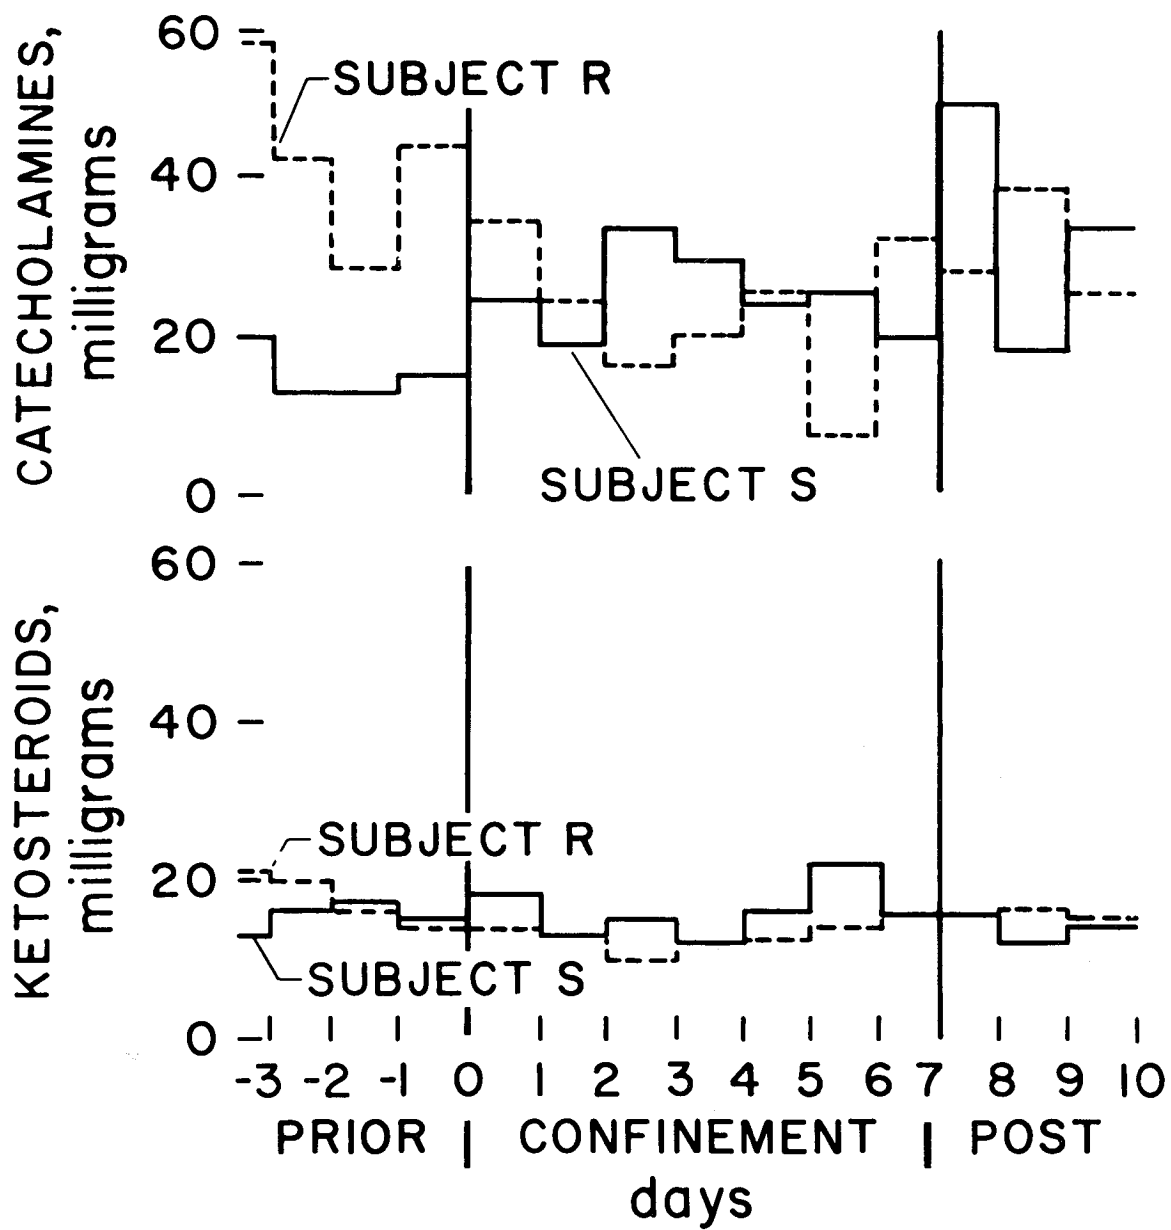 CATECHOLAMINES,
milligrams
60
40
20
0
SUBJECT R
SUBJECT S
KETOSTEROIDS,
milligrams
60
40
20
0
SUBJECT R
SUBJECT S
-3 -2 -1 0 1 2 3 4 5 6 7 8 9 10
PRIOR | CONFINEMENT | POST
days